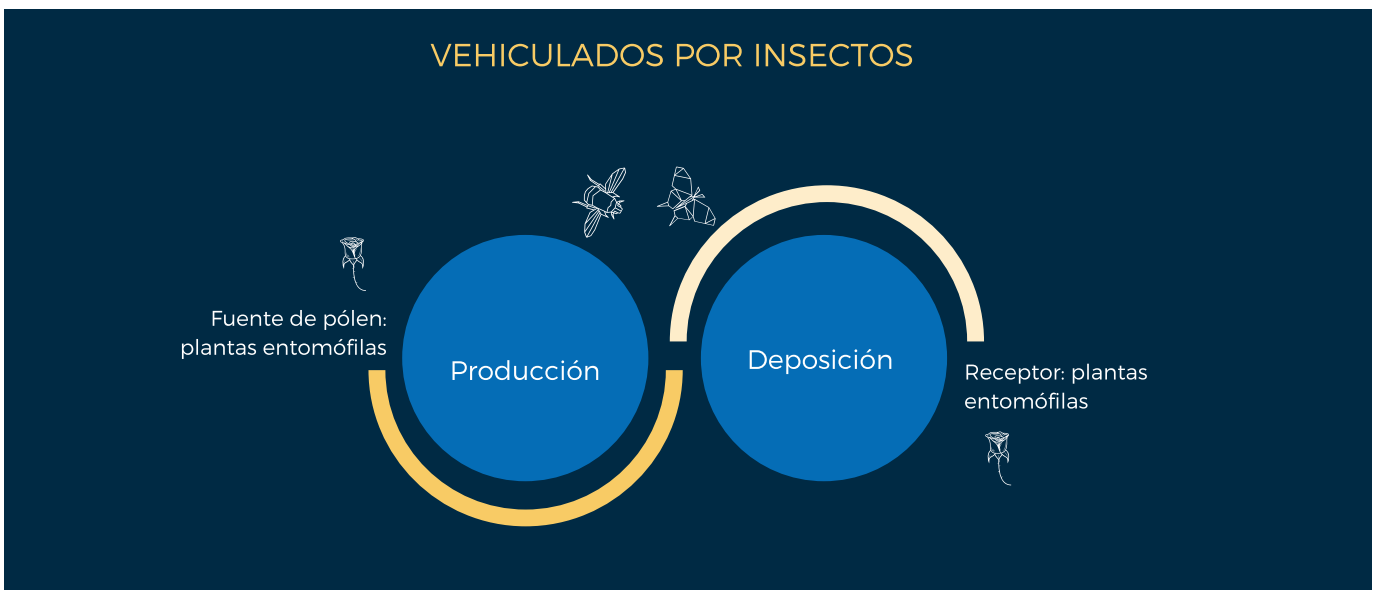 VEHICULADOS POR INSECTOS
Fuente de pólen:
plantas entomófilas
Producción
Deposición
Receptor: plantas
entomófilas